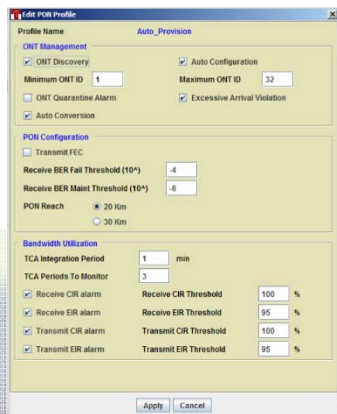 Edit PON Profile
Profile Name Auto_Provision
ONT Management
ONT Discovery Auto Configuration
Minimum ONT ID 1 Maximum ONT ID 32
ONT Quarantine Alarm Excessive Arrival Violation
Auto Conversion
PON Configuration
Transmit FEC
Receive BER Fail Threshold (10^) -4
Receive BER Maint Threshold (10^) -6
PON Reach 20 Km
30 Km
Bandwidth Utilization
TCA Integration Period 1 min
TCA Periods To Monitor 3
Receive CIR alarm Receive CIR Threshold 100 %
Receive EIR alarm Receive EIR Threshold 95 %
Transmit CIR alarm Transmit CIR Threshold 100 %
Transmit EIR alarm Transmit EIR Threshold 95 %
Apply Cancel